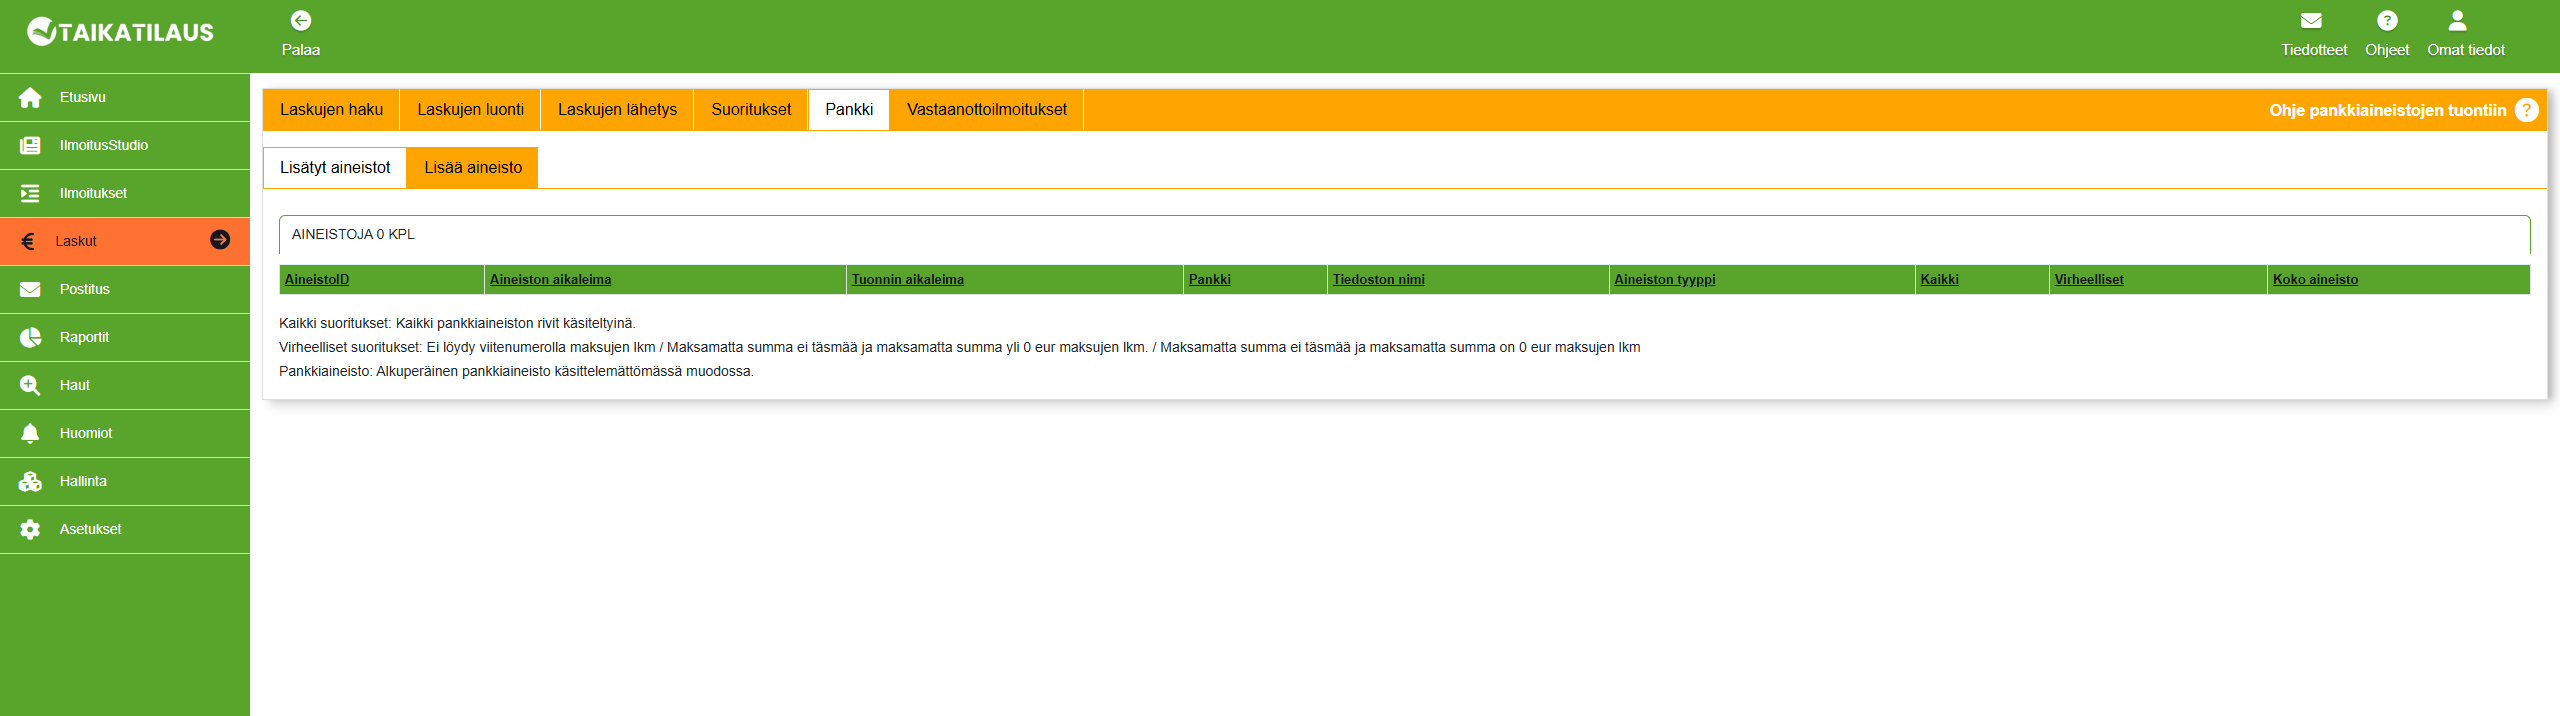 TAIKATILAUS
Palaa
Tiedotteet Ohjeet Omat tiedot
Etusivu
IlmoitusStudio
Ilmoitukset
Laskut
Postitus
Raportit
Haut
Huomiot
Hallinta
Asetukset
Laskujen haku Laskujen luonti Laskujen lähetys Suoritukset Pankki Vastaanottoilmoitukset Ohje pankkiaineistojen tuontiin ?
Lisätyt aineistot Lisää aineisto
AINEISTOJA 0 KPL
AineistoID Aineiston aikaleima Tuonnin aikaleima Pankki Tiedoston nimi Aineiston tyyppi Kaikki Virheelliset Koko aineisto
Kaikki suoritukset: Kaikki pankkiaineiston rivit käsiteltyinä.
Virheelliset suoritukset: Ei löydy viitenumerolla maksujen lkm / Maksamatta summa ei täsmää ja maksamatta summa yli 0 eur maksujen lkm. / Maksamatta summa ei täsmää ja maksamatta summa on 0 eur maksujen lkm
Pankkiaineisto: Alkuperäinen pankkiaineisto käsittelemättömässä muodossa.